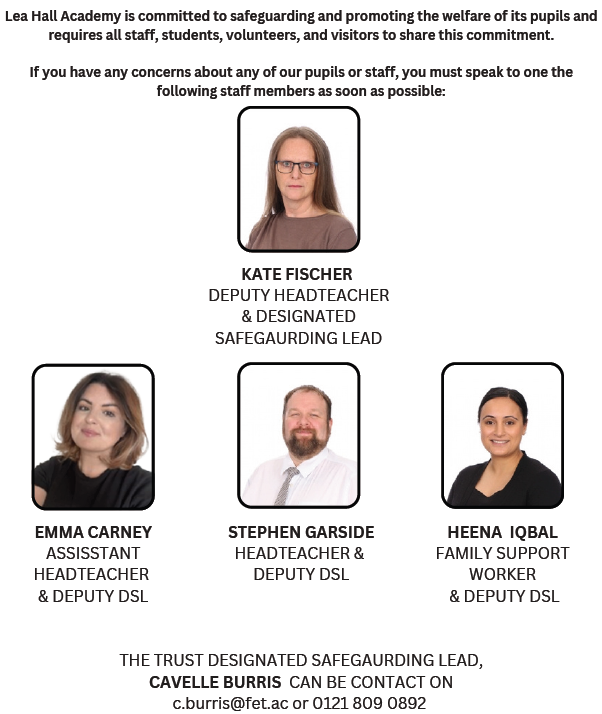 Lea Hall Academy is committed to safeguarding and promoting the welfare of its pupils and
requires all staff, students, volunteers, and visitors to share this commitment.
If you have any concerns about any of our pupils or staff, you must speak to one the
following staff members as soon as possible:
KATE FISCHER
DEPUTY HEADTEACHER
& DESIGNATED
SAFEGAURDING LEAD
EMMA CARNEY
ASSISSTANT
HEADTEACHER
& DEPUTY DSL
STEPHEN GARSIDE
HEADTEACHER &
DEPUTY DSL
HEENA IQBAL
FAMILY SUPPORT
WORKER
& DEPUTY DSL
THE TRUST DESIGNATED SAFEGAURDING LEAD,
CAVELLE BURRIS CAN BE CONTACT ON
c.burris@fet.ac or 0121 809 0892